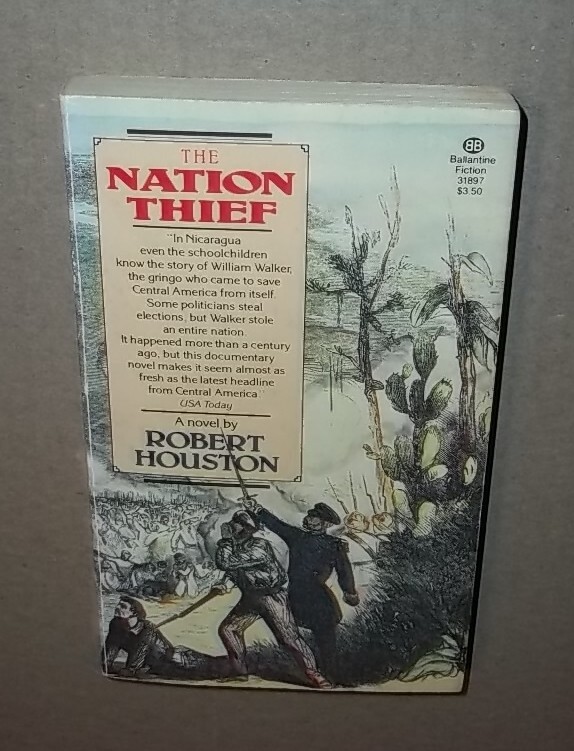 THE
NATION
THIEF
"In Nicaragua
even the schoolchildren
know the story of William Walker,
the gringo who came to save
Central America from itself.
Some politicians steal
elections, but Walker stole
an entire nation.
It happened more than a century
ago, but this documentary
novel makes it seem almost as
fresh as the latest headline
from Central America."
USA Today
A novel by
ROBERT
HOUSTON
BB
Ballantine
Fiction
31897
$3.50